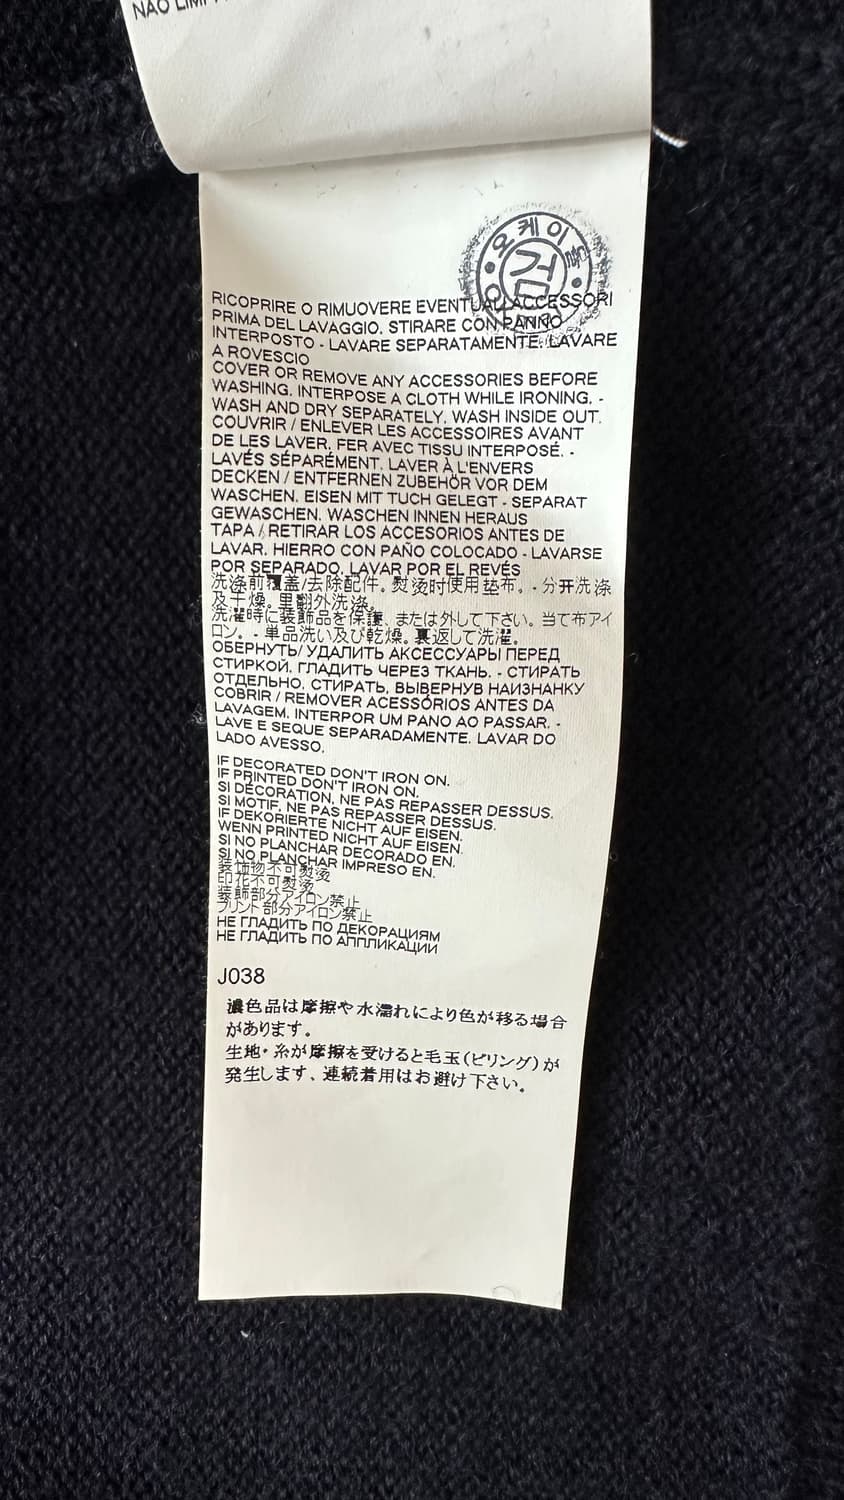 NÃO
오케이몰
RICOPRIRE O RIMUOVERE EVENTUALI ACCESSORI
PRIMA DEL LAVAGGIO. STIRARE CON PANNO
INTERPOSTO - LAVARE SEPARATAMENTE. LAVARE
A ROVESCIO
COVER OR REMOVE ANY ACCESSORIES BEFORE
WASHING. INTERPOSE A CLOTH WHILE IRONING. -
WASH AND DRY SEPARATELY. WASH INSIDE OUT.
COUVRIR / ENLEVER LES ACCESSOIRES AVANT
DE LES LAVER. FER AVEC TISSU INTERPOSÉ. -
LAVÉS SÉPARÉMENT. LAVER À L'ENVERS
DECKEN / ENTFERNEN ZUBEHÖR VOR DEM
WASCHEN. EISEN MIT TUCH GELEGT - SEPARAT
GEWASCHEN. WASCHEN INNEN HERAUS
TAPA / RETIRAR LOS ACCESORIOS ANTES DE
LAVAR. HIERRO CON PAÑO COLOCADO - LAVARSE
POR SEPARADO. LAVAR POR EL REVÉS
洗涤前覆盖/去除配件。熨烫时使用垫布。- 分开洗涤
及干燥。里翻外洗涤。
洗濯時に装飾品を保護、または外して下さい。当て布アイ
ロン。- 単品洗い及び乾燥。裏返して洗濯。
ОБЕРНУТЬ/ УДАЛИТЬ АКСЕССУАРЫ ПЕРЕД
СТИРКОЙ. ГЛАДИТЬ ЧЕРЕЗ ТКАНЬ. - СТИРАТЬ
ОТДЕЛЬНО. СТИРАТЬ, ВЫВЕРНУВ НАИЗНАНКУ
COBRIR / REMOVER ACESSÓRIOS ANTES DA
LAVAGEM. INTERPOR UM PANO AO PASSAR. -
LAVE E SEQUE SEPARADAMENTE. LAVAR DO
LADO AVESSO.
IF DECORATED DON'T IRON ON.
IF PRINTED DON'T IRON ON.
SI DÉCORATION, NE PAS REPASSER DESSUS.
SI MOTIF, NE PAS REPASSER DESSUS.
IF DEKORIERTE NICHT AUF EISEN.
WENN PRINTED NICHT AUF EISEN.
SI NO PLANCHAR DECORADO EN.
SI NO PLANCHAR IMPRESO EN.
装饰物不可熨烫
印花不可熨烫
装飾部分アイロン禁止
プリント部分アイロン禁止
НЕ ГЛАДИТЬ ПО ДЕКОРАЦИЯМ
НЕ ГЛАДИТЬ ПО АППЛИКАЦИИ
J038
濃色品は摩擦や水濡れにより色が移る場合
があります。
生地・糸が摩擦を受けると毛玉(ピリング)が
発生します、連続着用はお避け下さい。